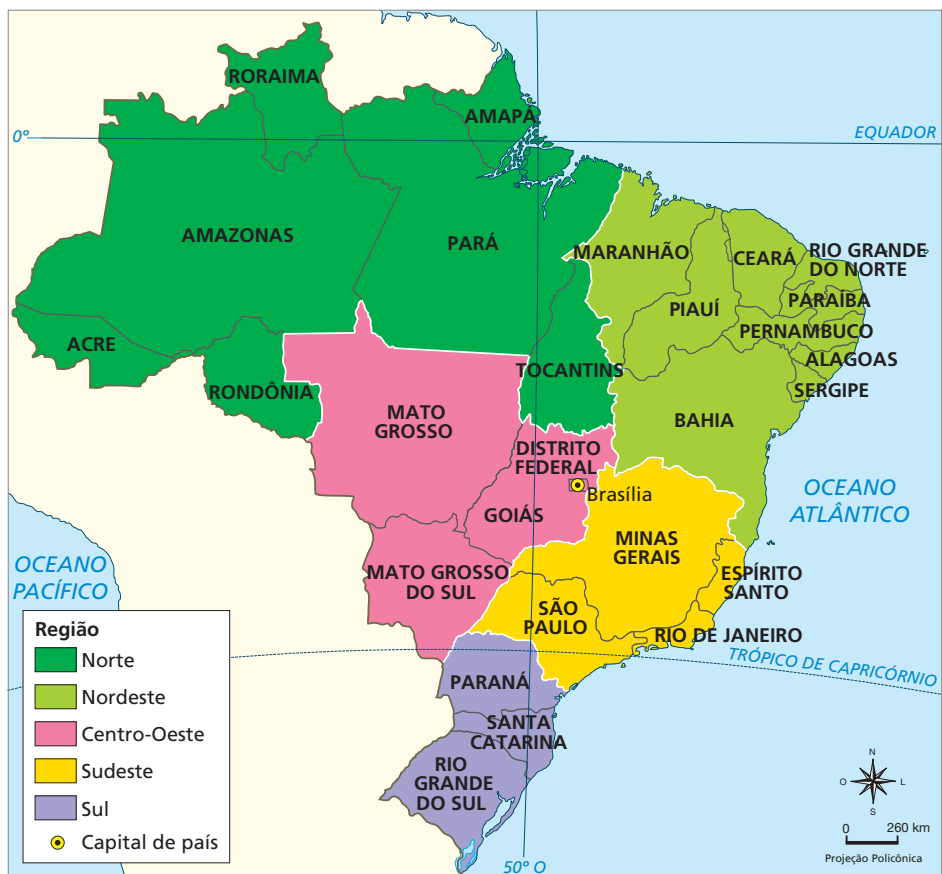 RORAIMA
AMAPÁ
0º
EQUADOR
AMAZONAS
PARÁ
MARANHÃO
CEARÁ
RIO GRANDE
DO NORTE
PIAUÍ
PARAÍBA
PERNAMBUCO
ACRE
ALAGOAS
TOCANTINS
SERGIPE
RONDÔNIA
MATO
GROSSO
BAHIA
DISTRITO
FEDERAL
Brasília
GOIÁS
OCEANO
ATLÂNTICO
MINAS
GERAIS
OCEANO
PACÍFICO
MATO GROSSO
DO SUL
ESPÍRITO
SANTO
SÃO
PAULO
RIO DE JANEIRO
TRÓPICO DE CAPRICÓRNIO
PARANÁ
SANTA
CATARINA
RIO
GRANDE
DO SUL
50º O
Região
Norte
Nordeste
Centro-Oeste
Sudeste
Sul
Capital de país
N
O
L
S
0 260 km
Projeção Policônica